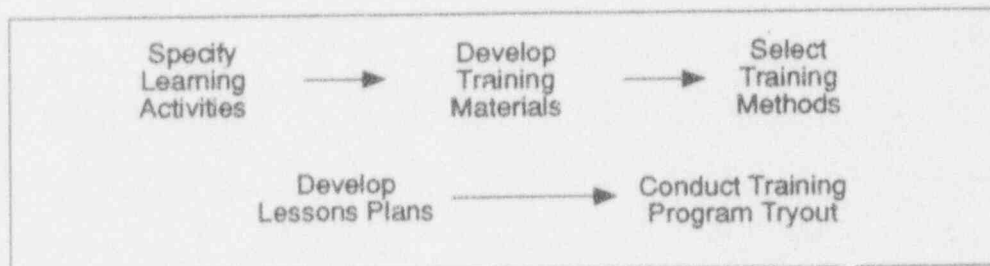 Specify
Learning
Activities
Develop
Training
Materials
Select
Training
Methods
Develop
Lessons Plans
Conduct Training
Program Tryout